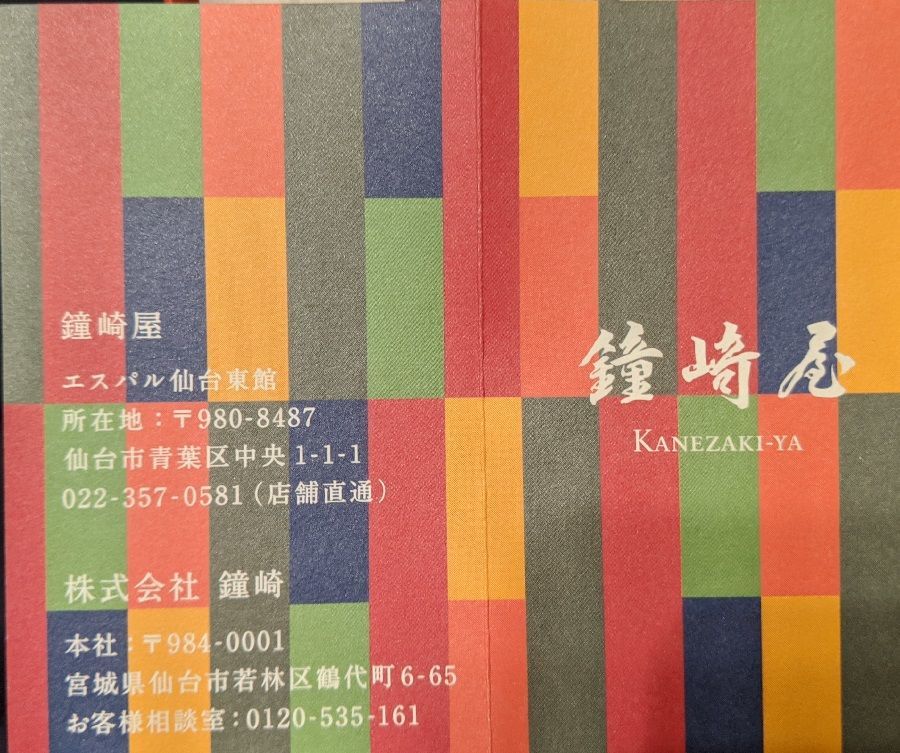 鐘崎屋
エスパル仙台東館
所在地：〒980-8487
仙台市青葉区中央1-1-1
022-357-0581（店舗直通）
株式会社 鐘崎
本社：〒984-0001
宮城県仙台市若林区鶴代町6-65
お客様相談室：0120-535-161
鐘崎屋
KANEZAKI-YA